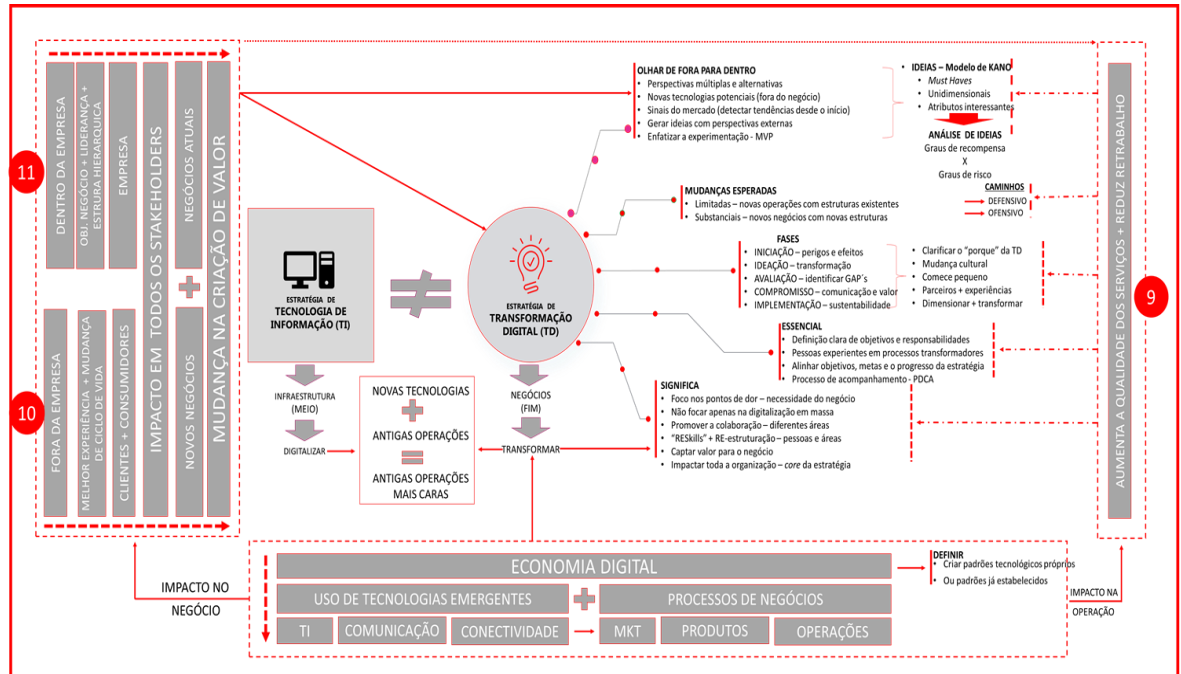 11
DENTRO DA EMPRESA
OBJ. NEGÓCIO + LIDERANÇA +
ESTRURA HIERARQUICA
EMPRESA
10
FORA DA EMPRESA
MELHOR EXPERIÊNCIA + MUDANÇA
DE CICLO DE VIDA
CLIENTES + CONSUMIDORES
IMPACTO EM TODOS OS STAKEHOLDERS
NEGÓCIOS ATUAIS
NOVOS NEGÓCIOS
MUDANÇA NA CRIAÇÃO DE VALOR
ESTRATÉGIA DE
TECNOLOGIA DE
INFORMAÇÃO (TI)
INFRAESTRUTURA
(MEIO)
DIGITALIZAR
NOVAS TECNOLOGIAS
ANTIGAS OPERAÇÕES
ANTIGAS OPERAÇÕES
MAIS CARAS
ESTRATÉGIA DE
TRANSFORMAÇÃO
DIGITAL (TD)
NEGÓCIOS
(FIM)
TRANSFORMAR
OLHAR DE FORA PARA DENTRO
• Perspectivas múltiplas e alternativas
• Novas tecnologias potenciais (fora do negócio)
• Sinais do mercado (detectar tendências desde o início)
• Gerar ideias com perspectivas externas
• Enfatizar a experimentação - MVP
• IDEIAS – Modelo de KANO
• Must Haves
• Unidimensionais
• Atributos interessantes
ANÁLISE DE IDEIAS
Graus de recompensa
X
Graus de risco
MUDANÇAS ESPERADAS
• Limitadas – novas operações com estruturas existentes
• Substanciais – novos negócios com novas estruturas
CAMINHOS
DEFENSIVO
OFENSIVO
FASES
• INICIAÇÃO – perigos e efeitos
• IDEAÇÃO – transformação
• AVALIAÇÃO – identificar GAP´s
• COMPROMISSO – comunicação e valor
• IMPLEMENTAÇÃO – sustentabilidade
• Clarificar o “porque” da TD
• Mudança cultural
• Comece pequeno
• Parceiros + experiências
• Dimensionar + transformar
ESSENCIAL
• Definição clara de objetivos e responsabilidades
• Pessoas experientes em processos transformadores
• Alinhar objetivos, metas e o progresso da estratégia
• Processo de acompanhamento - PDCA
SIGNIFICA
• Foco nos pontos de dor – necessidade do negócio
• Não focar apenas na digitalização em massa
• Promover a colaboração – diferentes áreas
• “RESkills” + RE-estruturação – pessoas e áreas
• Captar valor para o negócio
• Impactar toda a organização – core da estratégia
AUMENTA A QUALIDADE DOS SERVIÇOS + REDUZ RETRABALHO
9
IMPACTO NO
NEGÓCIO
ECONOMIA DIGITAL
USO DE TECNOLOGIAS EMERGENTES
PROCESSOS DE NEGÓCIOS
TI
COMUNICAÇÃO
CONECTIVIDADE
MKT
PRODUTOS
OPERAÇÕES
DEFINIR
• Criar padrões tecnológicos próprios
• Ou padrões já estabelecidos
IMPACTO NA
OPERAÇÃO